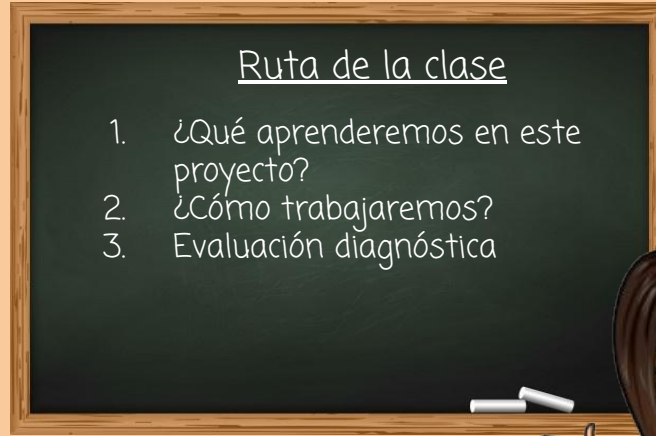 Ruta de la clase
1. ¿Qué aprenderemos en este
proyecto?
2. ¿Cómo trabajaremos?
3. Evaluación diagnóstica